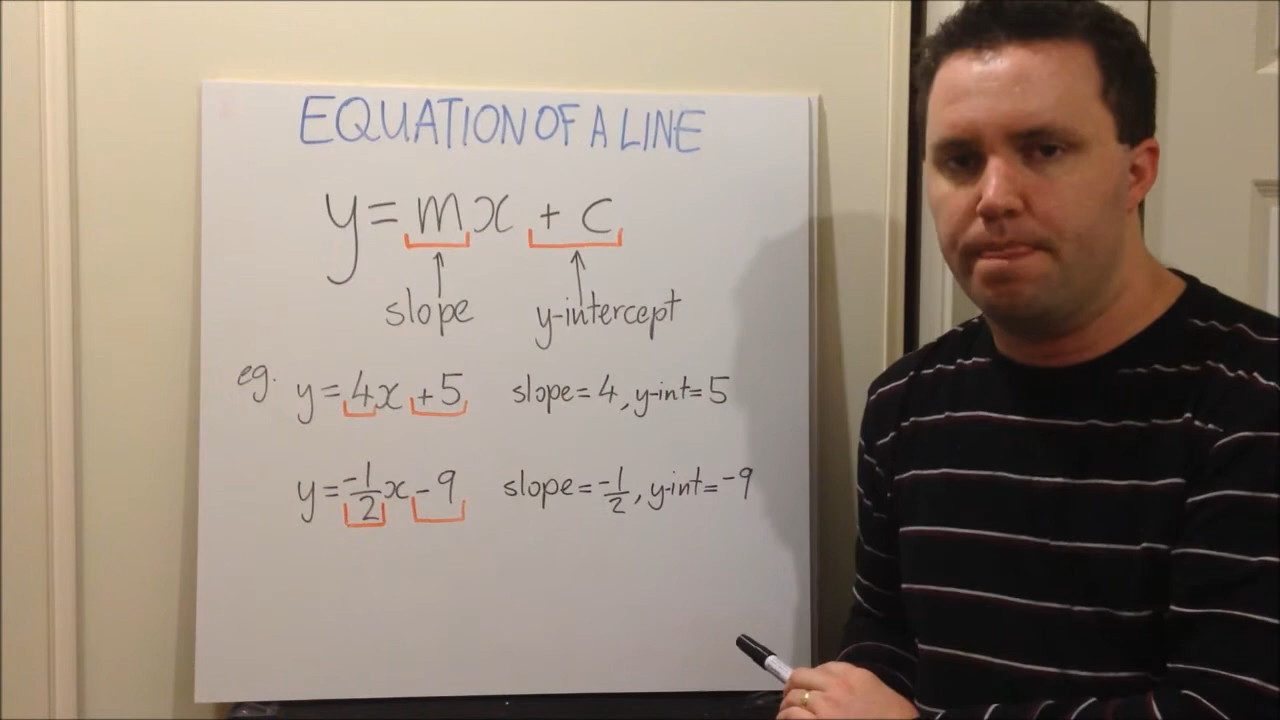 EQUATION OF A LINE
y = mx + c
slope y-intercept
eg. y = 4x + 5 slope = 4, y-int = 5
y = -1/2 x - 9 slope = -1/2, y-int = -9